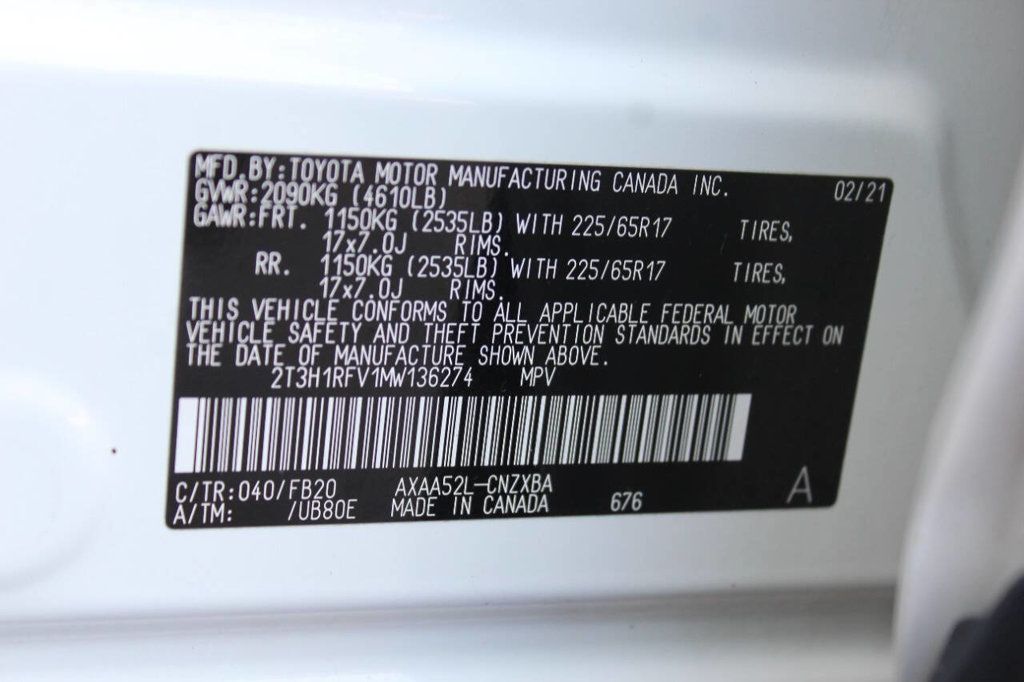 MFD.BY:TOYOTA MOTOR MANUFACTURING CANADA INC. 02/21
GVWR:2090KG (4610LB)
GAWR:FRT. 1150KG (2535LB) WITH 225/65R17 TIRES,
17x7.0J RIMS.
RR. 1150KG (2535LB) WITH 225/65R17 TIRES,
17x7.0J RIMS.
THIS VEHICLE CONFORMS TO ALL APPLICABLE FEDERAL MOTOR
VEHICLE SAFETY AND THEFT PREVENTION STANDARDS IN EFFECT ON
THE DATE OF MANUFACTURE SHOWN ABOVE.
2T3H1RFV1MW136274 MPV
C/TR:040/FB20 AXAA52L-CNZXBA
A/TM: /UB80E MADE IN CANADA 676 A